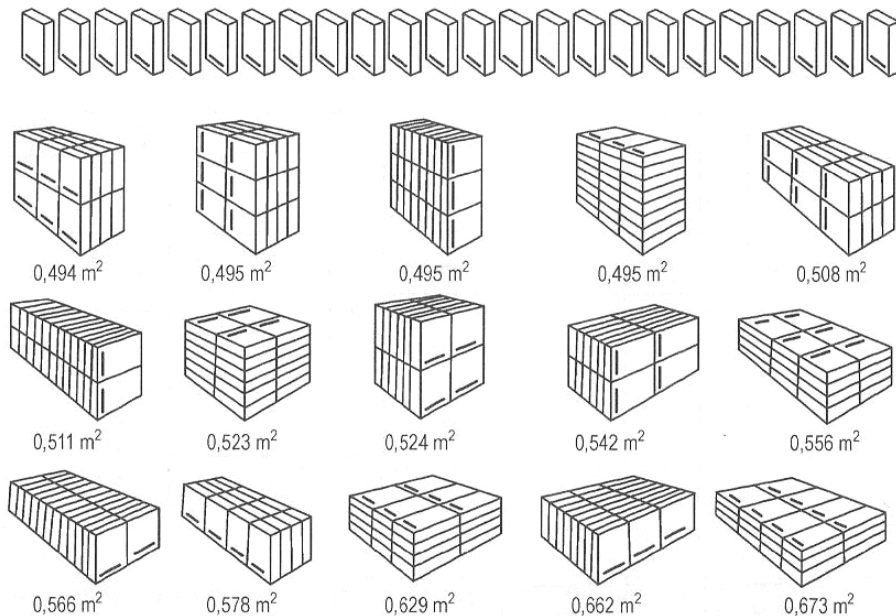 0,494 m²
0,495 m²
0,495 m²
0,495 m²
0,508 m²
0,511 m²
0,523 m²
0,524 m²
0,542 m²
0,556 m²
0,566 m²
0,578 m²
0,629 m²
0,662 m²
0,673 m²